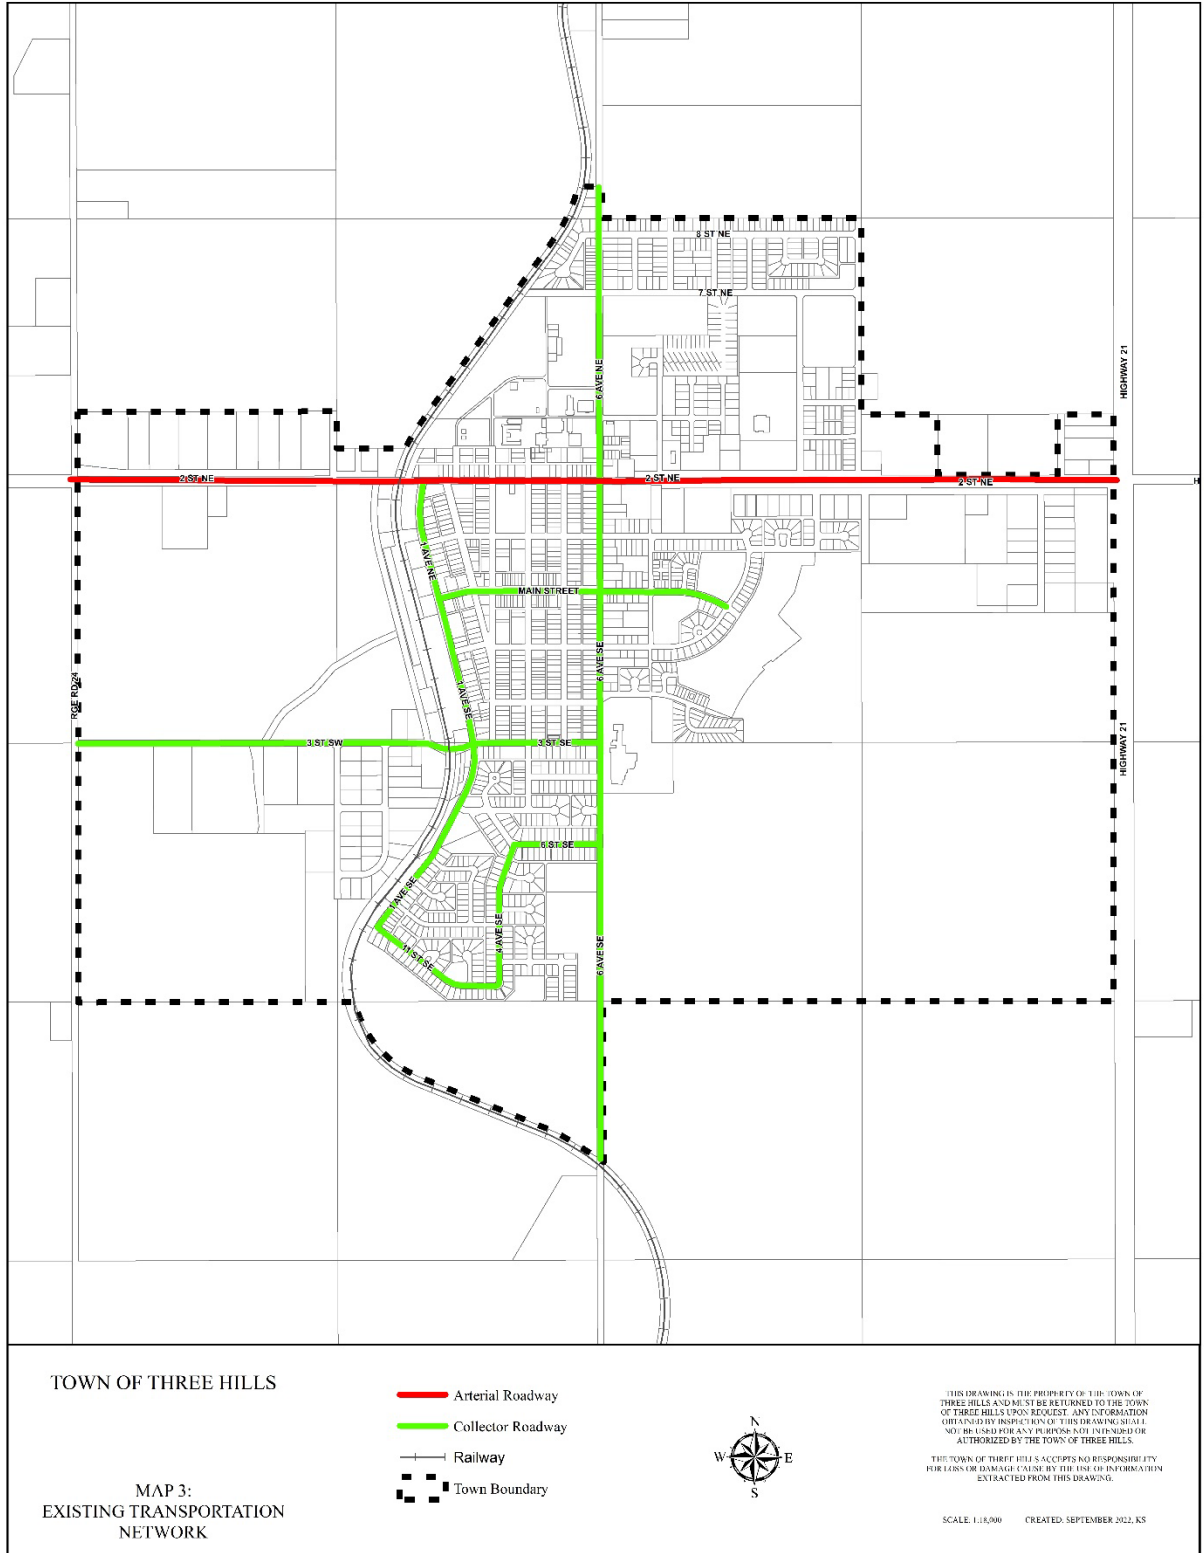 8 ST NE
7 ST NE
HIGHWAY 21
6 AVE NE
2 ST NE
2 ST NE
2 ST NE
H
1 AVE NE
MAIN STREET
6 AVE SE
RGE RD 24
1 AVE SE
3 ST SW
3 ST SE
HIGHWAY 21
6 ST SE
1 AVE SE
4 AVE SE
11 ST SE
6 AVE SE
TOWN OF THREE HILLS
MAP 3:
EXISTING TRANSPORTATION
NETWORK
Arterial Roadway
Collector Roadway
Railway
Town Boundary
N
W E
S
THIS DRAWING IS THE PROPERTY OF THE TOWN OF
THREE HILLS AND MUST BE RETURNED TO THE TOWN
OF THREE HILLS UPON REQUEST. ANY INFORMATION
OBTAINED BY INSPECTION OF THIS DRAWING SHALL
NOT BE USED FOR ANY PURPOSE NOT INTENDED OR
AUTHORIZED BY THE TOWN OF THREE HILLS.
THE TOWN OF THREE HILLS ACCEPTS NO RESPONSIBILITY
FOR LOSS OR DAMAGE CAUSE BY THE USE OF INFORMATION
EXTRACTED FROM THIS DRAWING.
SCALE: 1:18,000 CREATED: SEPTEMBER 2022, KS